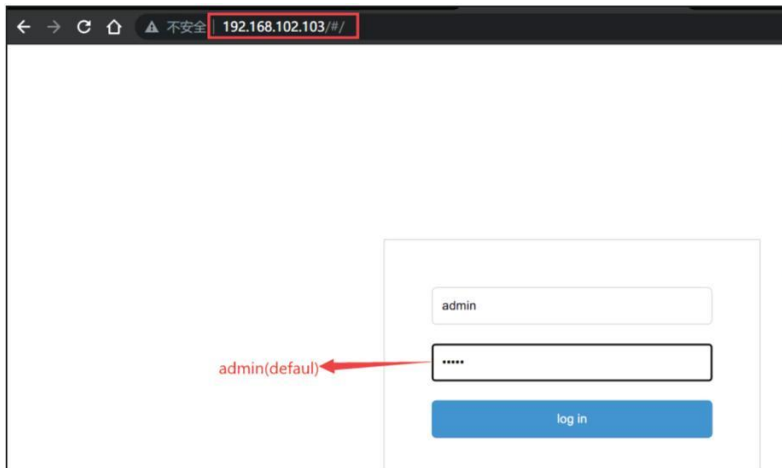 不安全 192.168.102.103/#/
admin
admin(defaul) •••••
log in